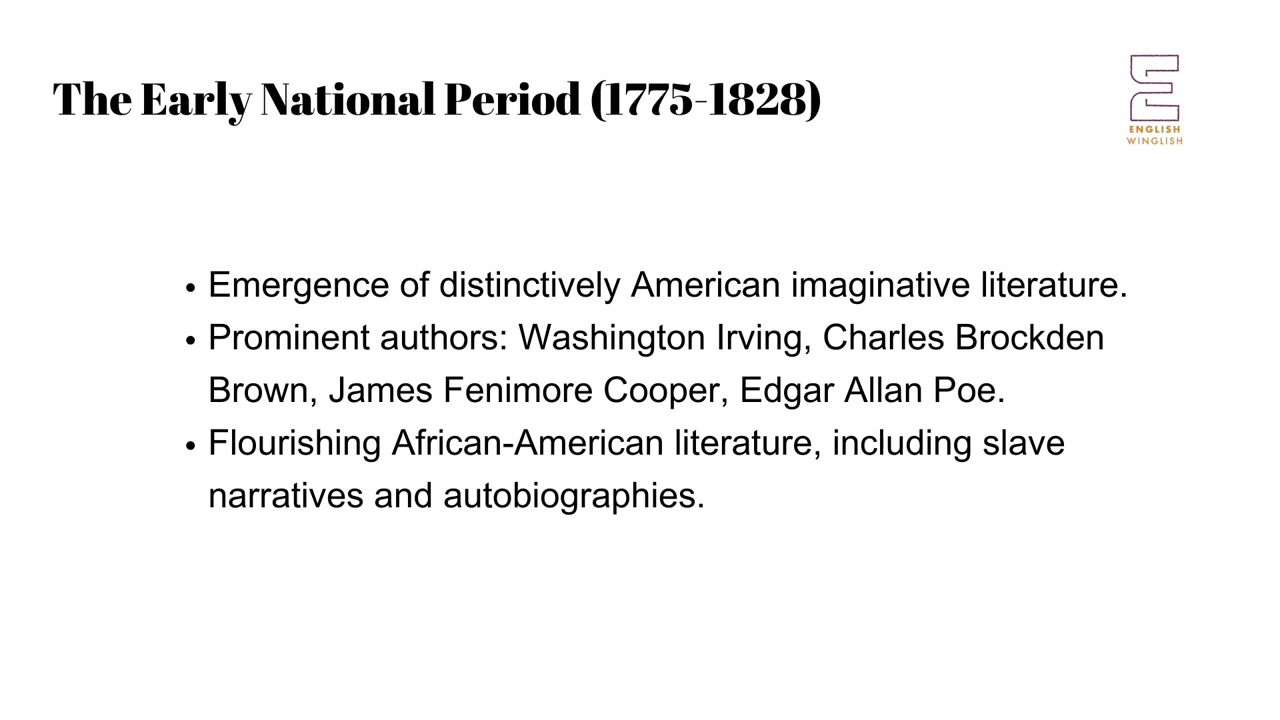 The Early National Period (1775-1828)
ENGLISH
WINGLISH
• Emergence of distinctively American imaginative literature.
• Prominent authors: Washington Irving, Charles Brockden
Brown, James Fenimore Cooper, Edgar Allan Poe.
• Flourishing African-American literature, including slave
narratives and autobiographies.